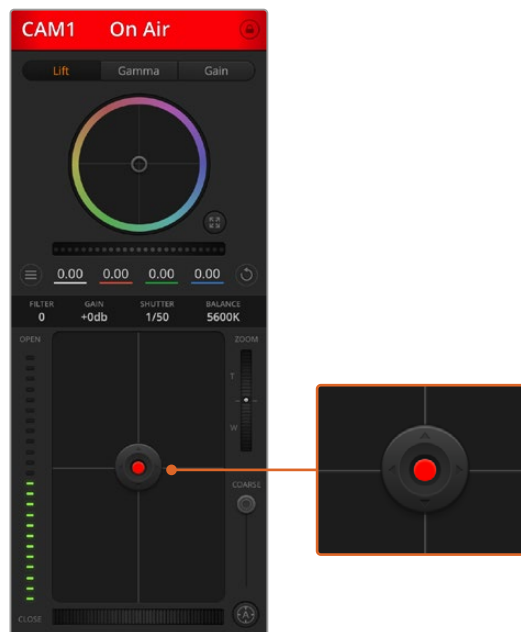 CAM1 On Air
Lift Gamma Gain
0.00 0.00 0.00 0.00
FILTER GAIN SHUTTER BALANCE
0 +0db 1/50 5600K
OPEN ZOOM
T
W
COARSE
CLOSE A